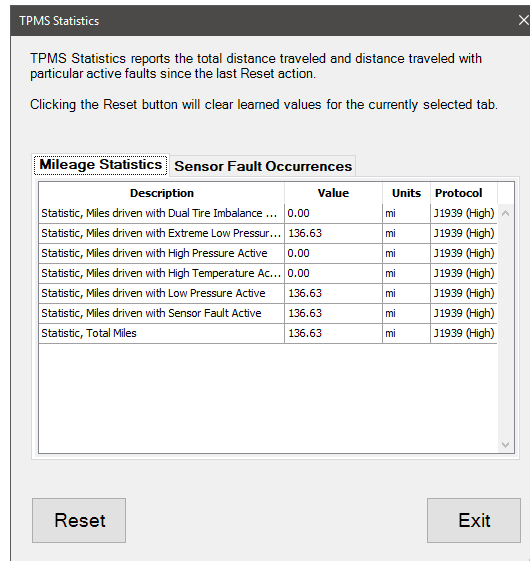 TPMS Statistics
TPMS Statistics reports the total distance traveled and distance traveled with
particular active faults since the last Reset action.
Clicking the Reset button will clear learned values for the currently selected tab.
Mileage Statistics Sensor Fault Occurrences
Description Value Units Protocol
Statistic, Miles driven with Dual Tire Imbalance ... 0.00 mi J1939 (High)
Statistic, Miles driven with Extreme Low Pressur... 136.63 mi J1939 (High)
Statistic, Miles driven with High Pressure Active 0.00 mi J1939 (High)
Statistic, Miles driven with High Temperature Ac... 0.00 mi J1939 (High)
Statistic, Miles driven with Low Pressure Active 136.63 mi J1939 (High)
Statistic, Miles driven with Sensor Fault Active 136.63 mi J1939 (High)
Statistic, Total Miles 136.63 mi J1939 (High)
Reset Exit